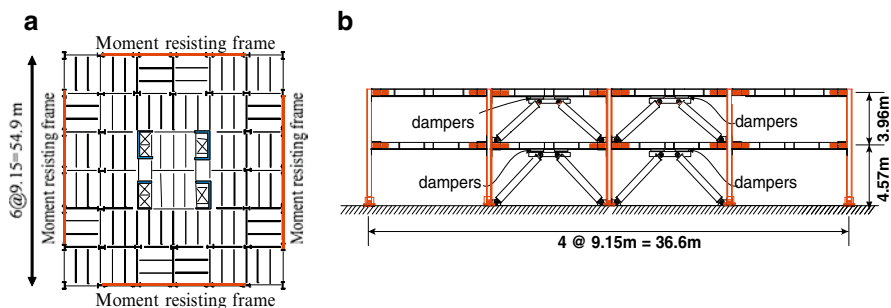 a
Moment resisting frame
6@9.15=54.9 m
Moment resisting frame
Moment resisting frame
Moment resisting frame
b
dampers
dampers
dampers
dampers
3.96m
4.57m
4 @ 9.15m = 36.6m